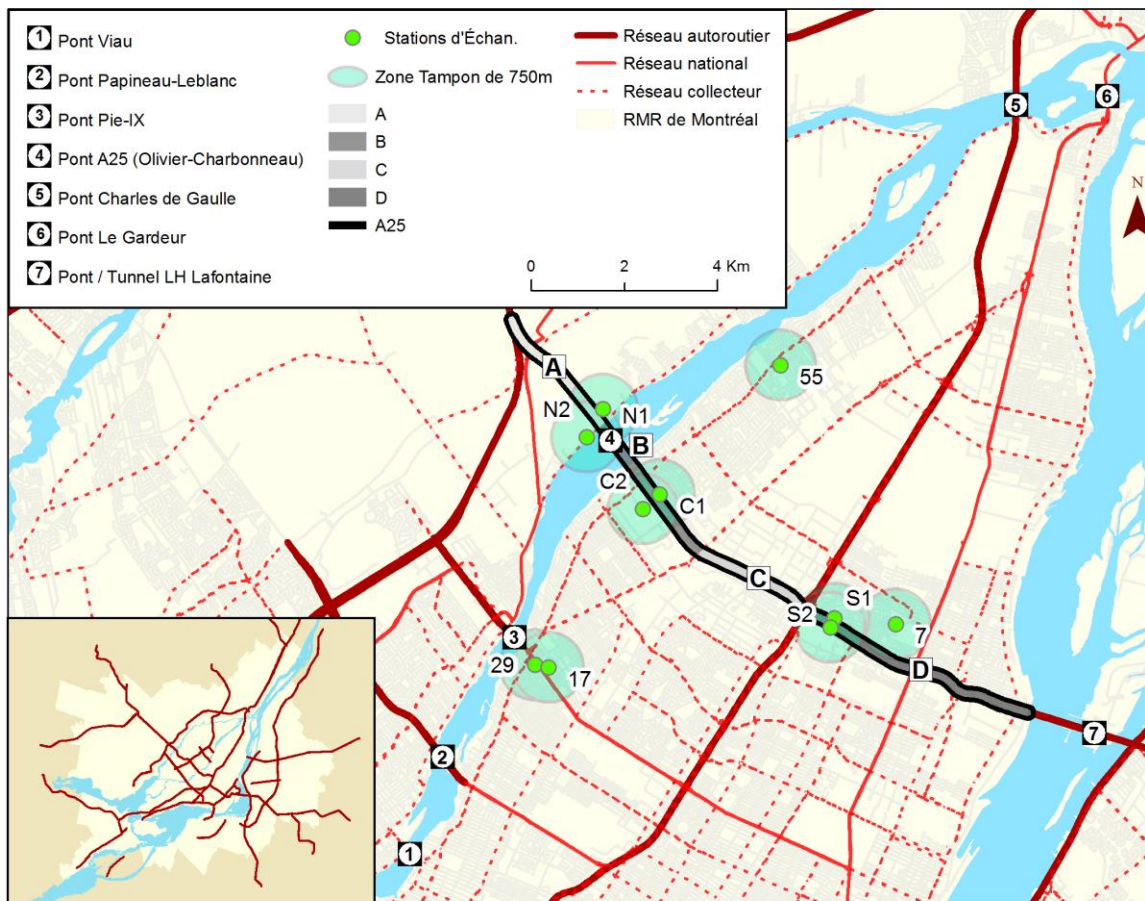 1 Pont Viau
2 Pont Papineau-Leblanc
3 Pont Pie-IX
4 Pont A25 (Olivier-Charbonneau)
5 Pont Charles de Gaulle
6 Pont Le Gardeur
7 Pont / Tunnel LH Lafontaine
Stations d'Échan.
Zone Tampon de 750m
A
B
C
D
A25
Réseau autoroutier
Réseau national
Réseau collecteur
RMR de Montréal
0 2 4 Km
5
6
N
A
55
N2
N1
4
B
C2
C1
C
S1
S2
7
3
29
17
D
7
2
1